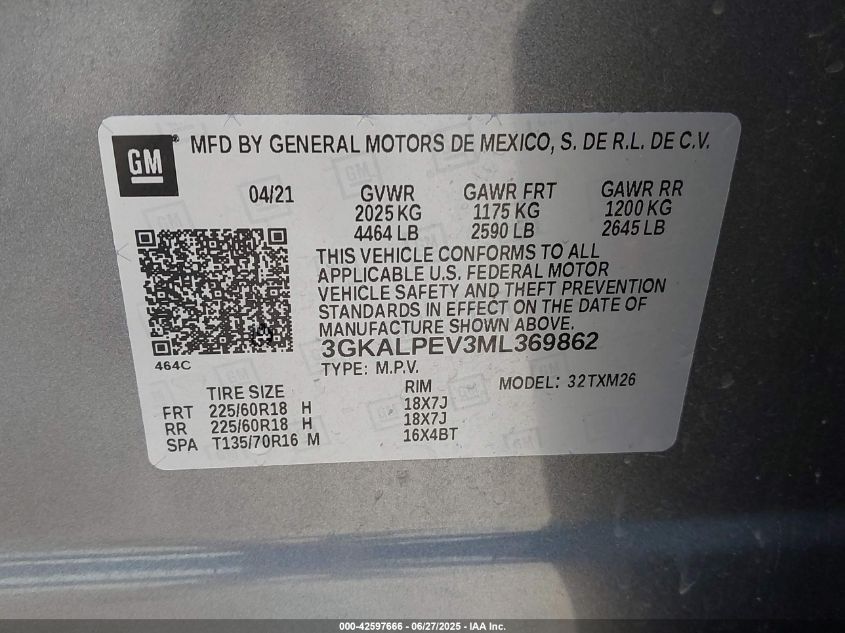 GM ® MFD BY GENERAL MOTORS DE MEXICO, S. DE R.L. DE C.V.
04/21 GVWR GAWR FRT GAWR RR
2025 KG 1175 KG 1200 KG
4464 LB 2590 LB 2645 LB
THIS VEHICLE CONFORMS TO ALL
APPLICABLE U.S. FEDERAL MOTOR
VEHICLE SAFETY AND THEFT PREVENTION
STANDARDS IN EFFECT ON THE DATE OF
MANUFACTURE SHOWN ABOVE.
3GKALPEV3ML369862
464C
TYPE: M.P.V.
TIRE SIZE RIM MODEL: 32TXM26
FRT 225/60R18 H 18X7J
RR 225/60R18 H 18X7J
SPA T135/70R16 M 16X4BT
000-42597666 - 06/27/2025 - IAA Inc.